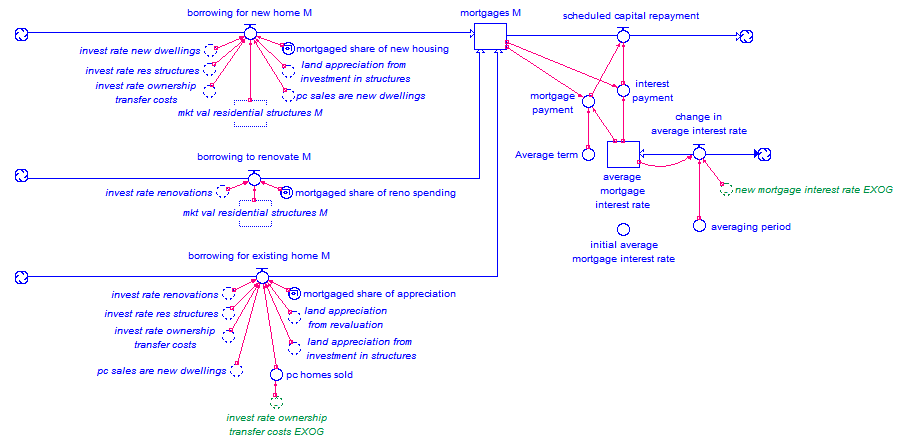 borrowing for new home M
mortgages M
scheduled capital repayment
invest rate new dwellings
mortgaged share of new housing
invest rate res structures
land appreciation from
investment in structures
invest rate ownership
transfer costs
pc sales are new dwellings
mkt val residential structures M
mortgage
payment
interest
payment
change in
average interest rate
Average term
average
mortgage
interest rate
new mortgage interest rate EXOG
averaging period
initial average
mortgage interest rate
borrowing to renovate M
invest rate renovations
mortgaged share of reno spending
mkt val residential structures M
borrowing for existing home M
invest rate renovations
mortgaged share of appreciation
invest rate res structures
land appreciation
from revaluation
invest rate ownership
transfer costs
land appreciation from
investment in structures
pc sales are new dwellings
pc homes sold
invest rate ownership
transfer costs EXOG